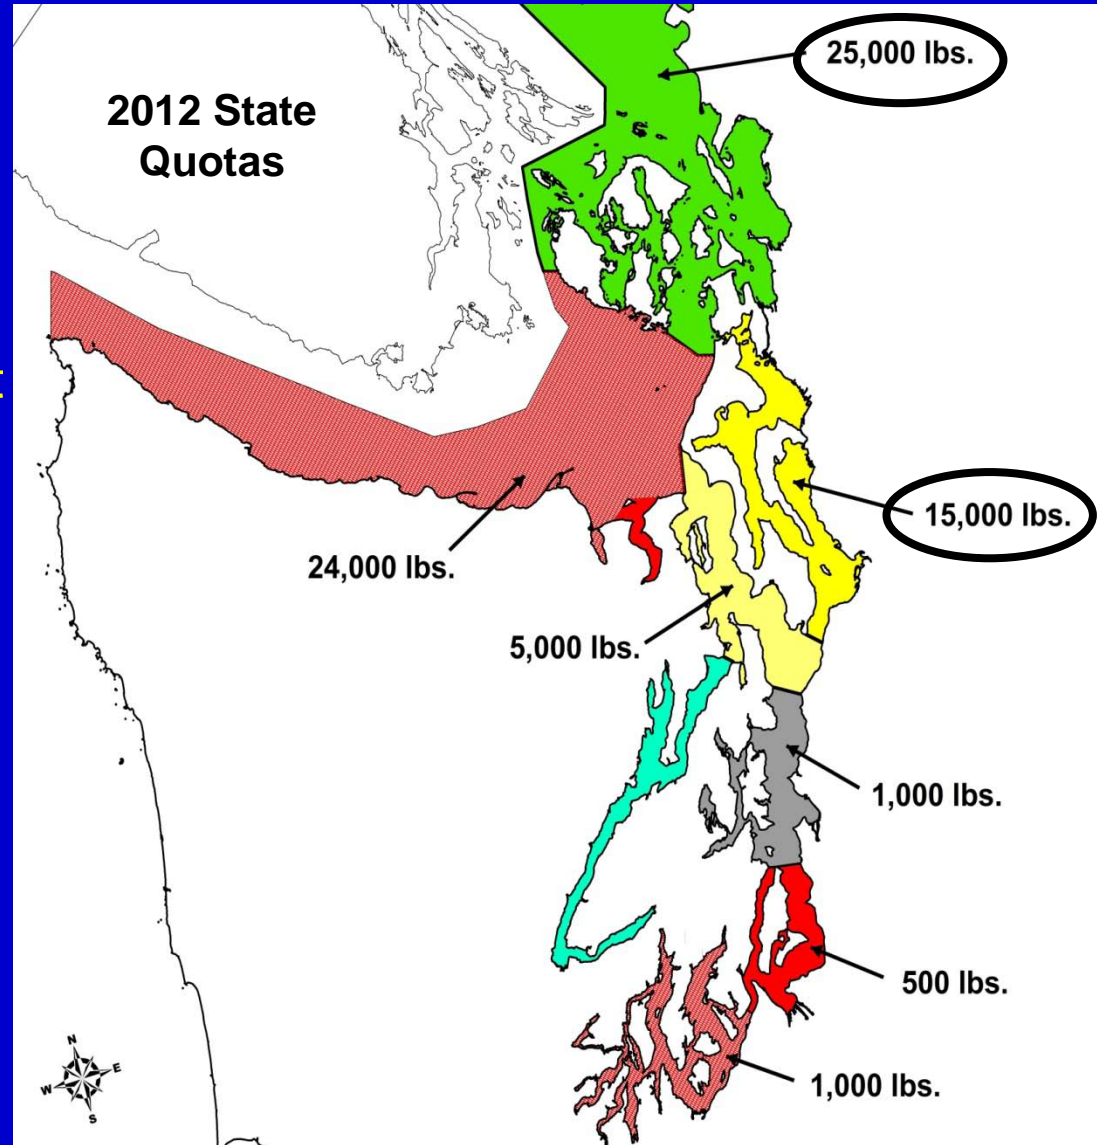 2012 State
Quotas
25,000 lbs.
15,000 lbs.
24,000 lbs.
5,000 lbs.
1,000 lbs.
500 lbs.
1,000 lbs.
N
W E
S